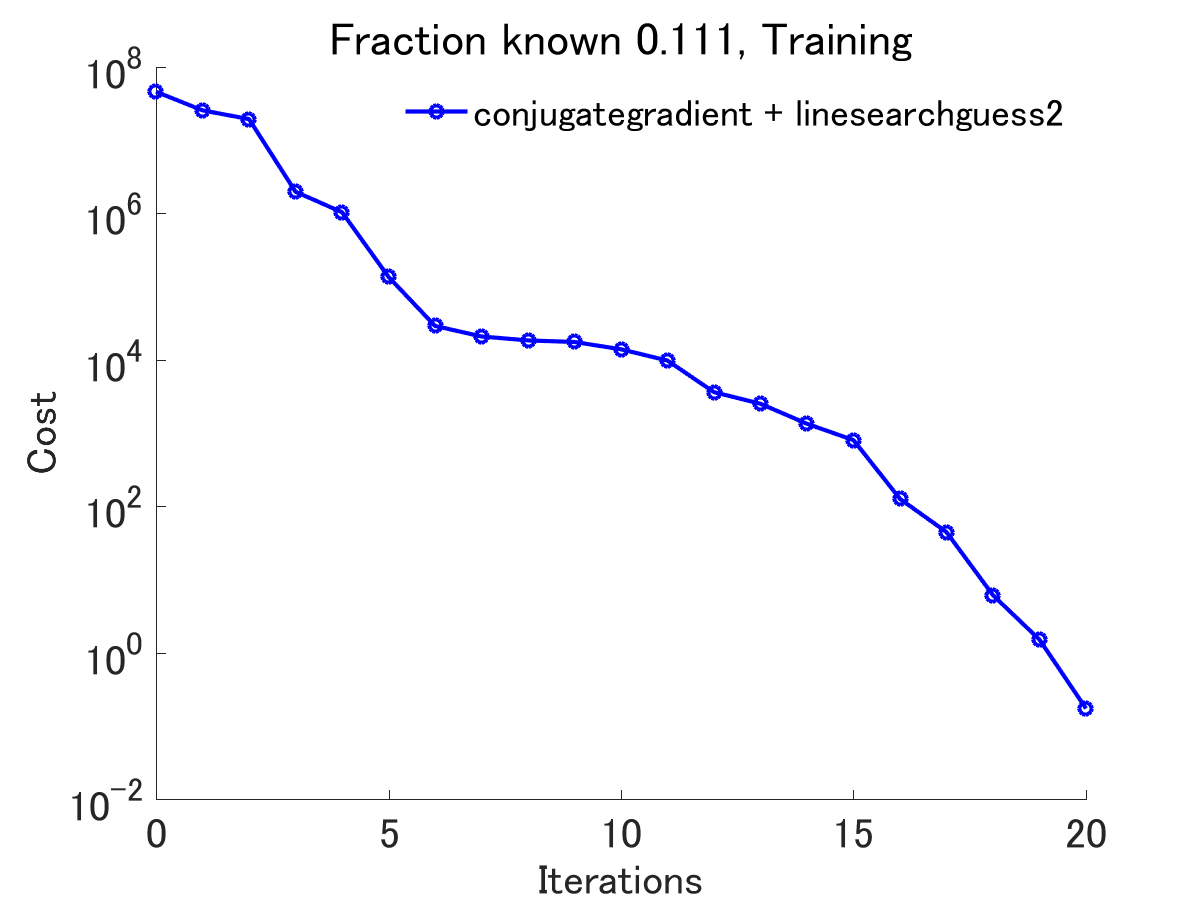 Fraction known 0.111, Training
conjugategradient + linesearchguess2
10^8
10^6
10^4
10^2
10^0
10^-2
Cost
0 5 10 15 20
Iterations